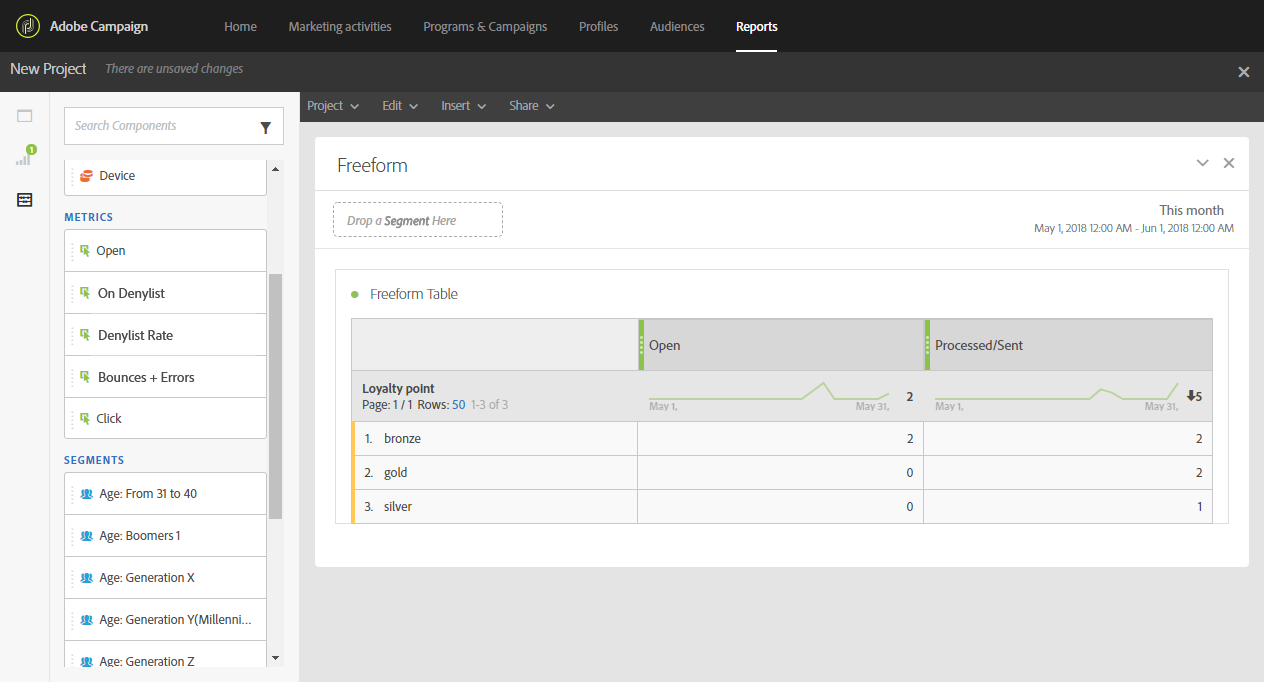 Adobe Campaign Home Marketing activities Programs & Campaigns Profiles Audiences Reports
New Project There are unsaved changes
Project Edit Insert Share
1
Search Components
Device
METRICS
Open
On Denylist
Denylist Rate
Bounces + Errors
Click
SEGMENTS
Age: From 31 to 40
Age: Boomers 1
Age: Generation X
Age: Generation Y(Millenni...
Age: Generation Z
Freeform
Drop a Segment Here
This month
May 1, 2018 12:00 AM - Jun 1, 2018 12:00 AM
Freeform Table
Open Processed/Sent
Loyalty point
Page: 1 / 1 Rows: 50 1-3 of 3
May 1, May 31, 2 May 1, May 31, 5
1. bronze 2 2
2. gold 0 2
3. silver 0 1